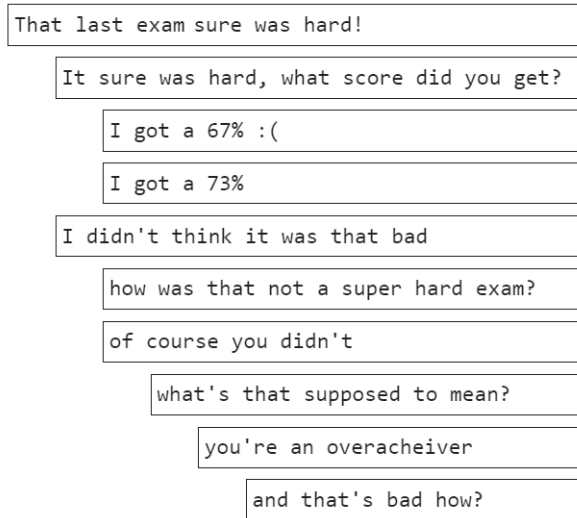 That last exam sure was hard!
It sure was hard, what score did you get?
I got a 67% :(
I got a 73%
I didn't think it was that bad
how was that not a super hard exam?
of course you didn't
what's that supposed to mean?
you're an overacheiver
and that's bad how?